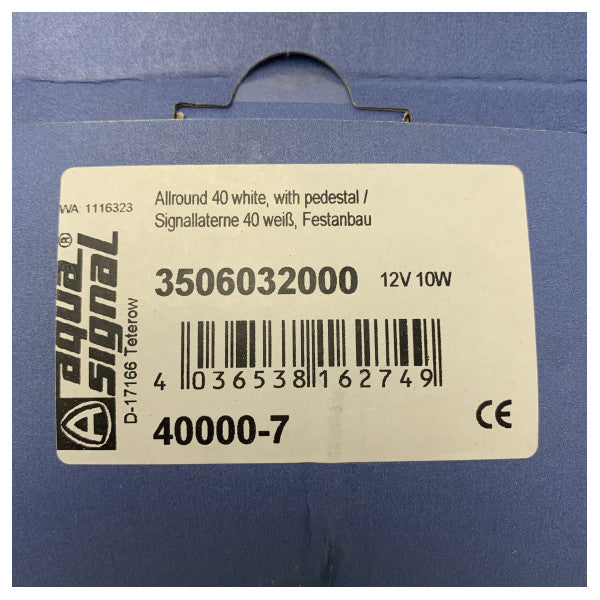 WA 1116323
aqua
signal®
D-17166 Teterow
Allround 40 white, with pedestal /
Signallaterne 40 weiß, Festanbau
3506032000 12V 10W
4 036538 162749
40000-7
CE
A